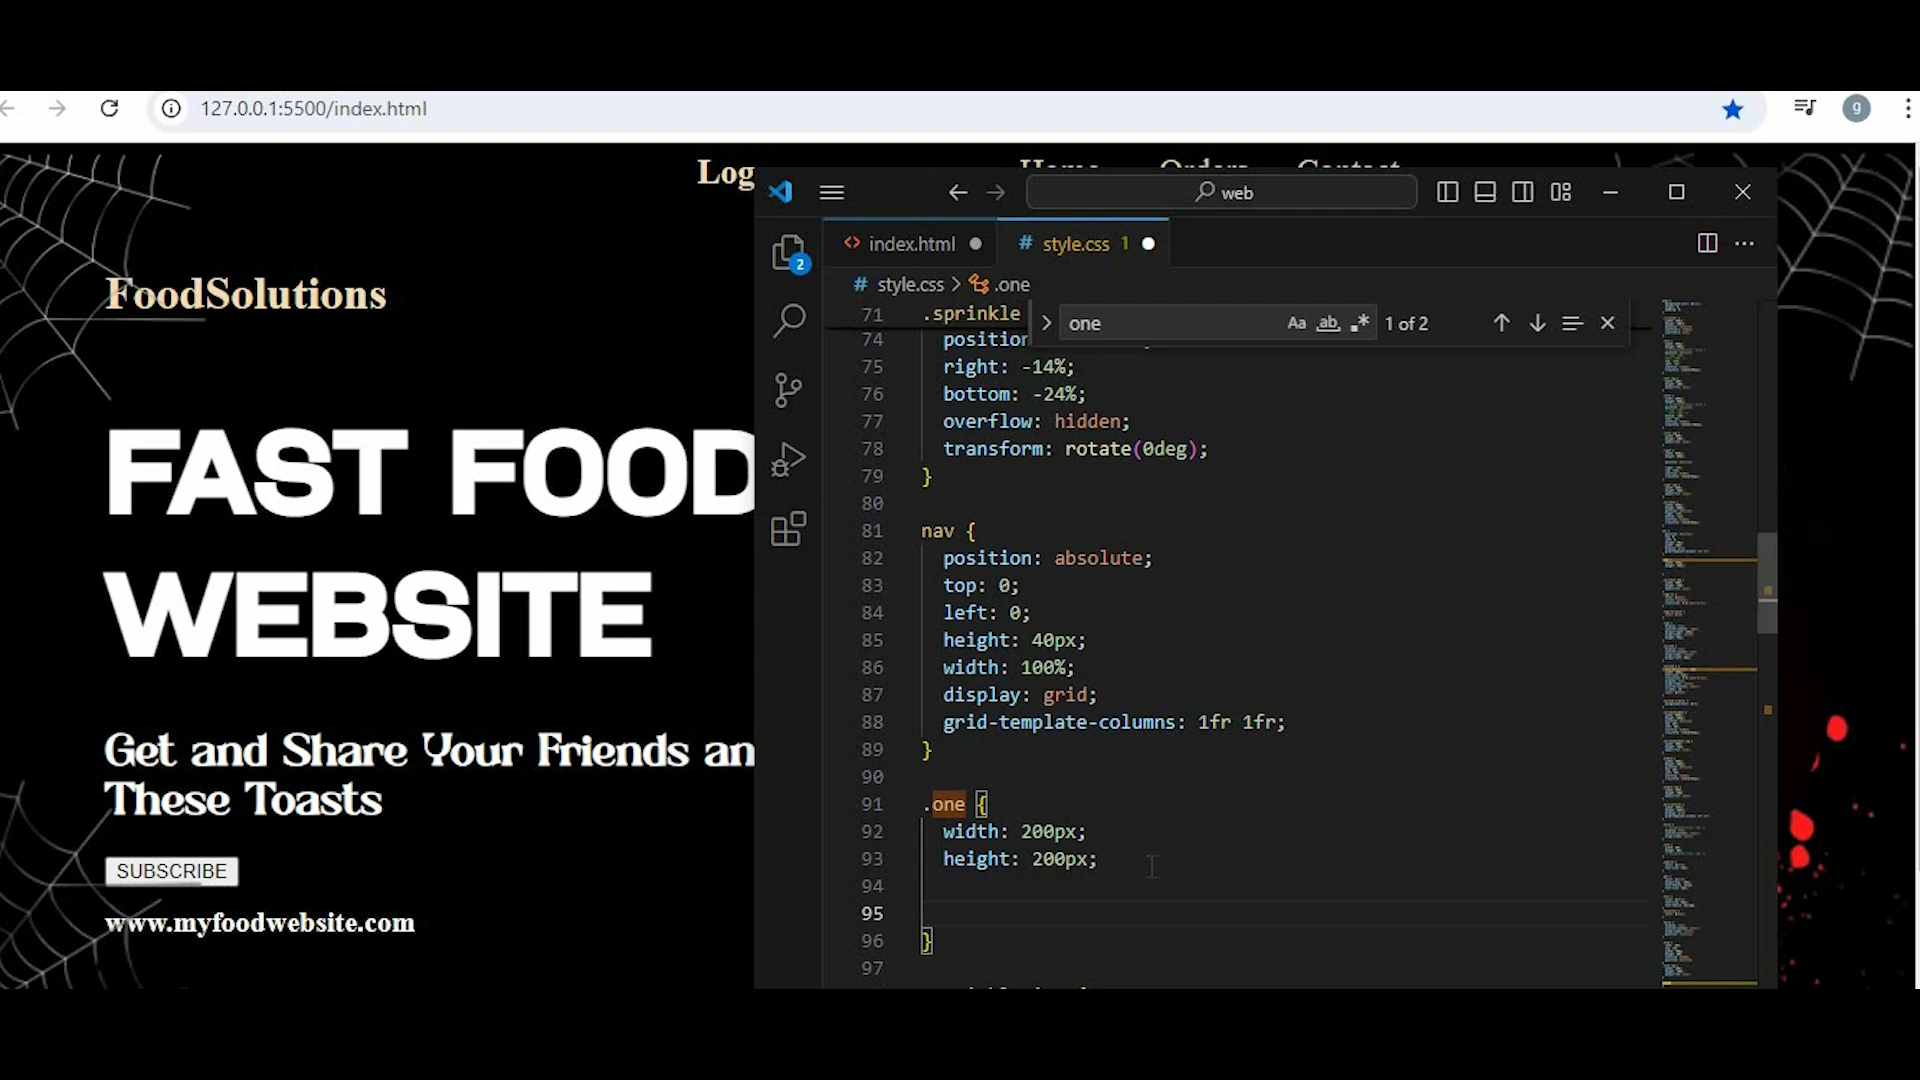 127.0.0.1:5500/index.html
g
Log
Home Orders Contact
FoodSolutions
FAST FOOD
WEBSITE
Get and Share Your Friends an
These Toasts
SUBSCRIBE
www.myfoodwebsite.com
web
index.html
# style.css 1
2
# style.css > .one
one
Aa ab 1 of 2
71 .sprinkle
74 position
75 right: -14%;
76 bottom: -24%;
77 overflow: hidden;
78 transform: rotate(0deg);
79 }
80
81 nav {
82 position: absolute;
83 top: 0;
84 left: 0;
85 height: 40px;
86 width: 100%;
87 display: grid;
88 grid-template-columns: 1fr 1fr;
89 }
90
91 .one {
92 width: 200px;
93 height: 200px;
94
95
96 }
97